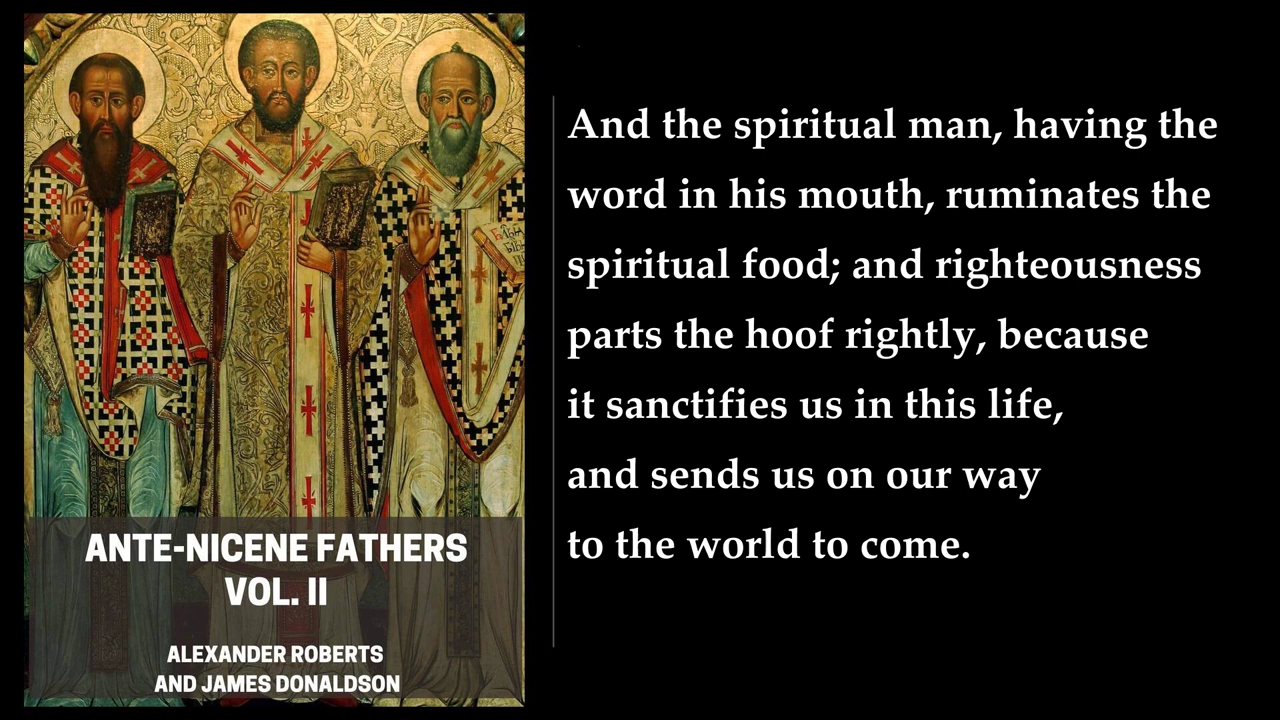 ANTE-NICENE FATHERS
VOL. II
ALEXANDER ROBERTS
AND JAMES DONALDSON
And the spiritual man, having the
word in his mouth, ruminates the
spiritual food; and righteousness
parts the hoof rightly, because
it sanctifies us in this life,
and sends us on our way
to the world to come.